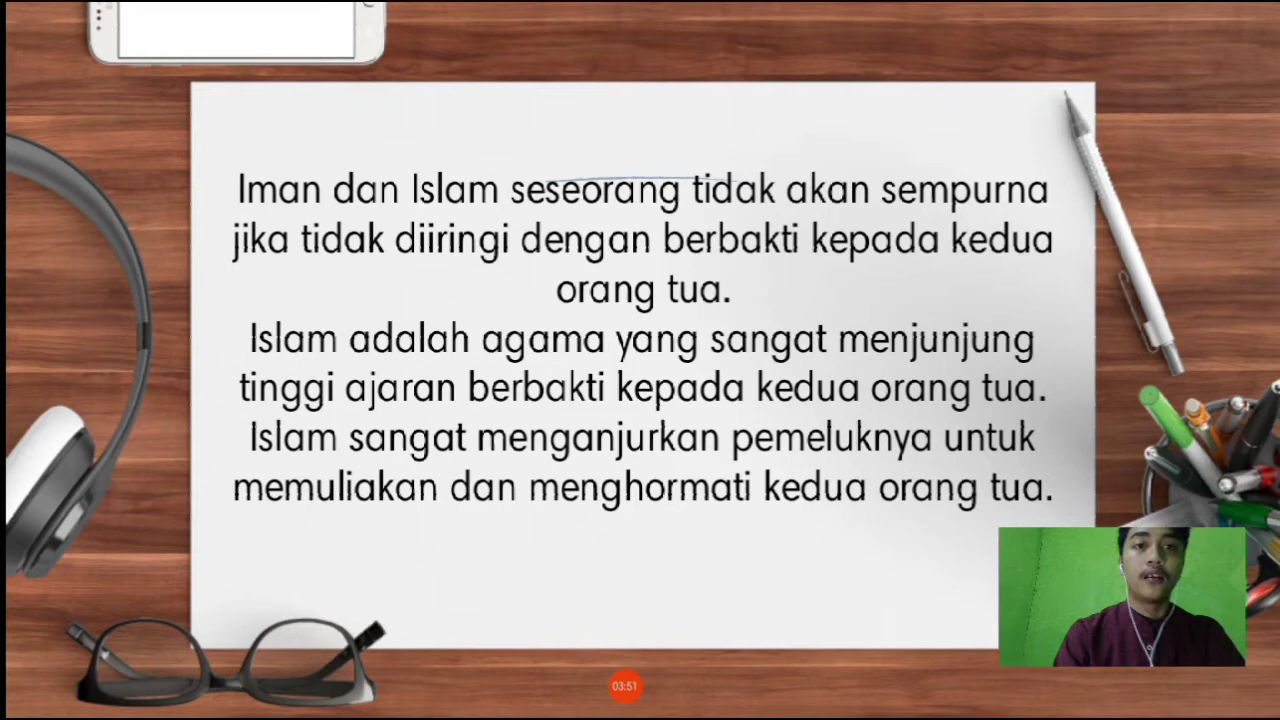 Iman dan Islam seseorang tidak akan sempurna
jika tidak diiringi dengan berbakti kepada kedua
orang tua.
Islam adalah agama yang sangat menjunjung
tinggi ajaran berbakti kepada kedua orang tua.
Islam sangat menganjurkan pemeluknya untuk
memuliakan dan menghormati kedua orang tua.
03:51